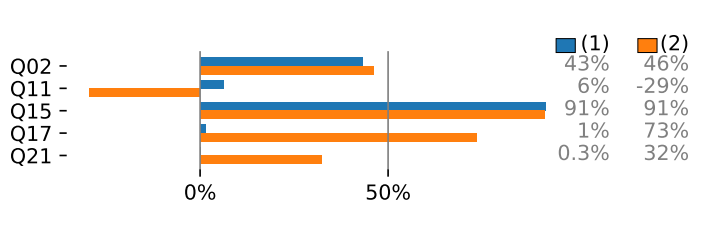 (1) (2)
Q02 43% 46%
Q11 6% -29%
Q15 91% 91%
Q17 1% 73%
Q21 0.3% 32%
0% 50%